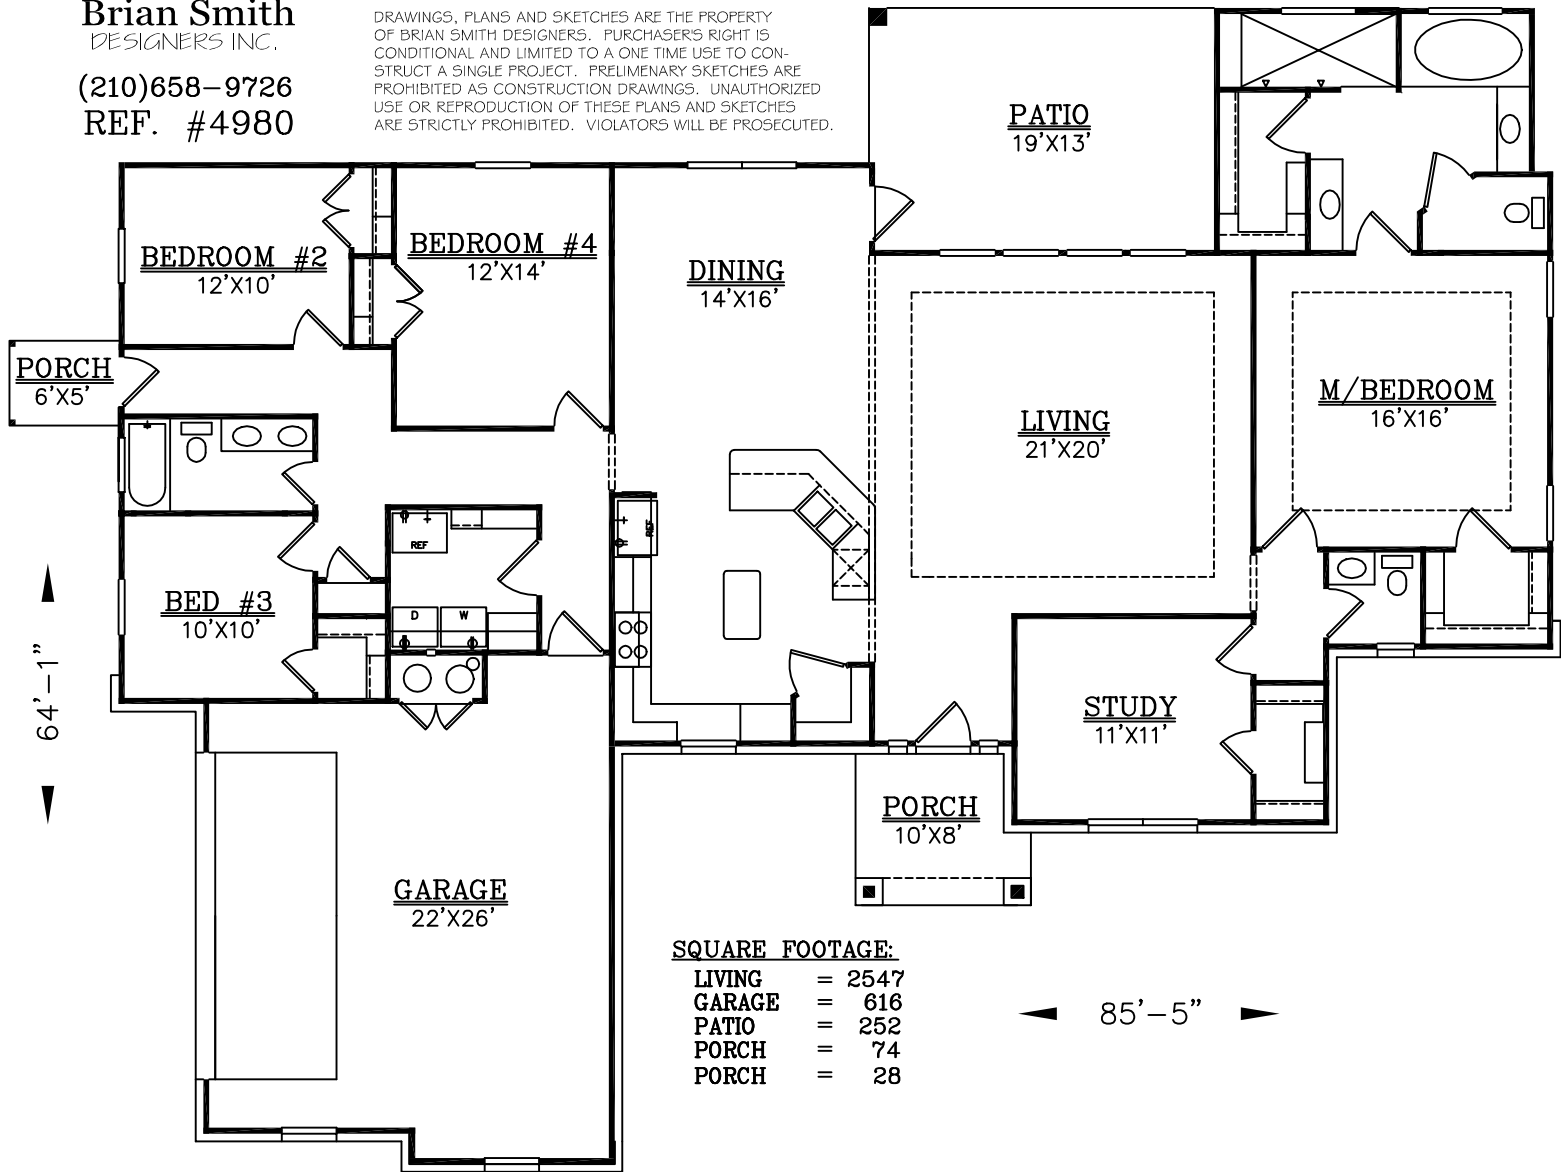 Brian Smith
DESIGNERS INC.
(210)658-9726
REF. #4980
DRAWINGS, PLANS AND SKETCHES ARE THE PROPERTY
OF BRIAN SMITH DESIGNERS. PURCHASER'S RIGHT IS
CONDITIONAL AND LIMITED TO A ONE TIME USE TO CON-
STRUCT A SINGLE PROJECT. PRELIMENARY SKETCHES ARE
PROHIBITED AS CONSTRUCTION DRAWINGS. UNAUTHORIZED
USE OR REPRODUCTION OF THESE PLANS AND SKETCHES
ARE STRICTLY PROHIBITED. VIOLATORS WILL BE PROSECUTED.
PATIO
19'X13'
BEDROOM #2
12'X10'
BEDROOM #4
12'X14'
DINING
14'X16'
PORCH
6'X5'
LIVING
21'X20'
M/BEDROOM
16'X16'
REF
REF
BED #3
10'X10'
D
W
64'-1"
STUDY
11'X11'
PORCH
10'X8'
GARAGE
22'X26'
SQUARE FOOTAGE:
LIVING = 2547
GARAGE = 616
PATIO = 252
PORCH = 74
PORCH = 28
85'-5"